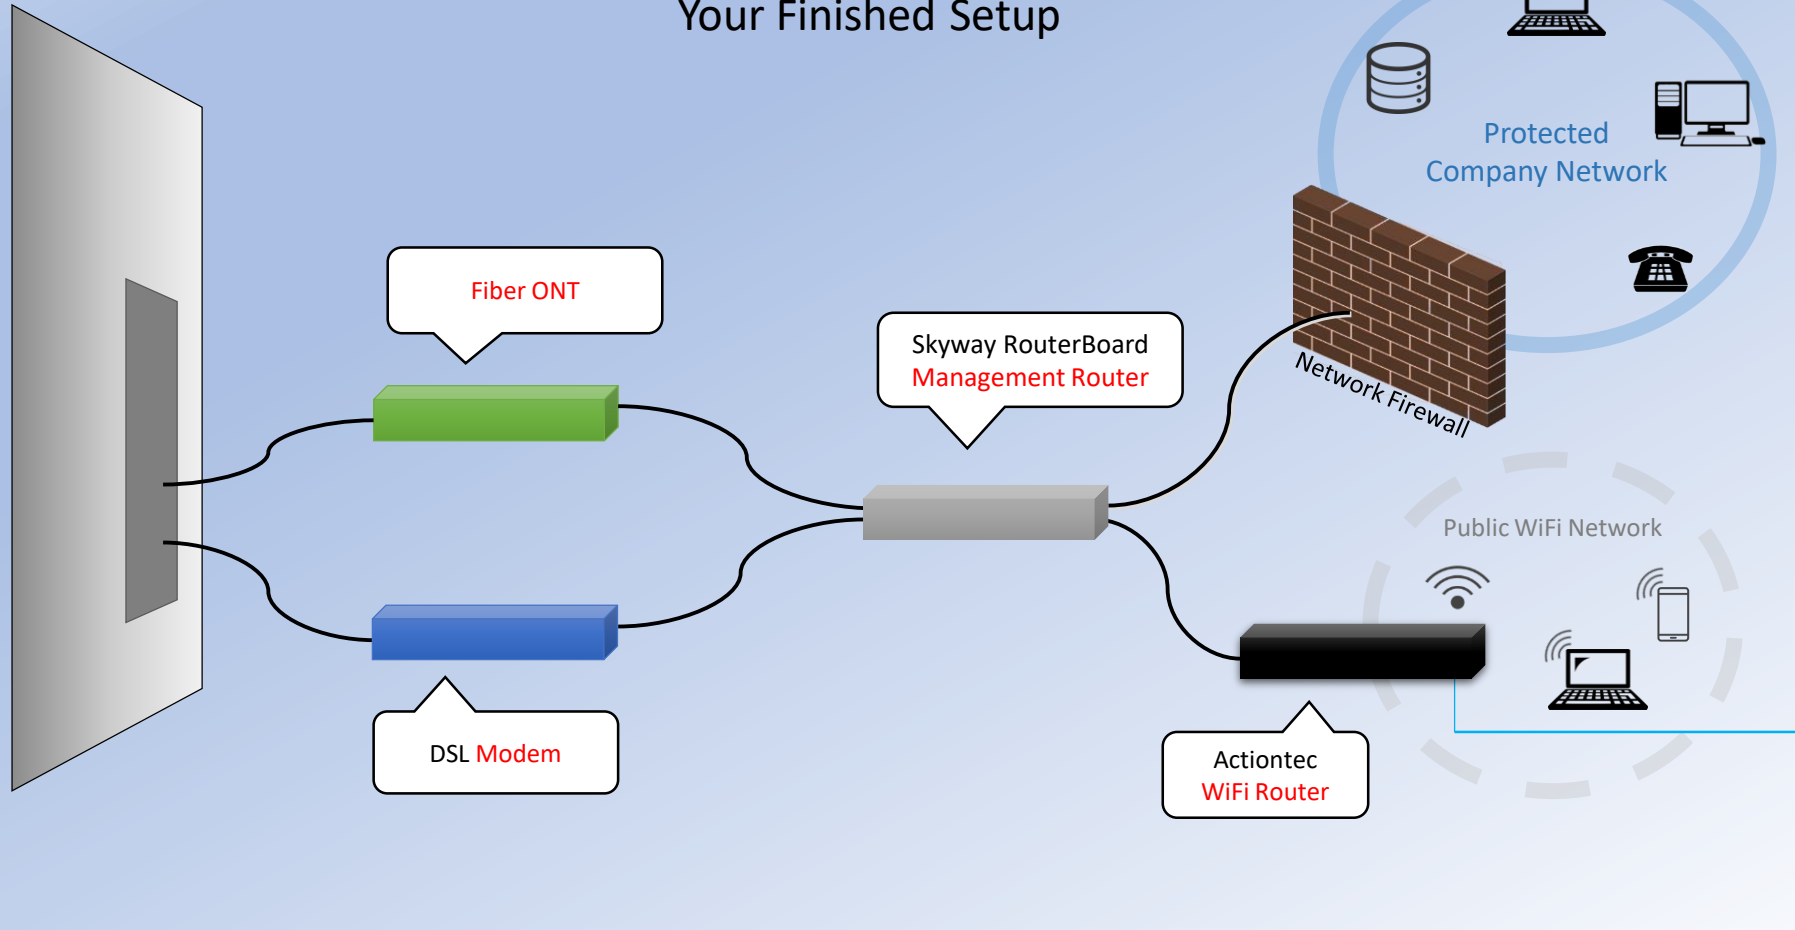 Your Finished Setup
Protected
Company Network
Fiber ONT
Skyway RouterBoard
Management Router
Network Firewall
Public WiFi Network
DSL Modem
Actiontec
WiFi Router